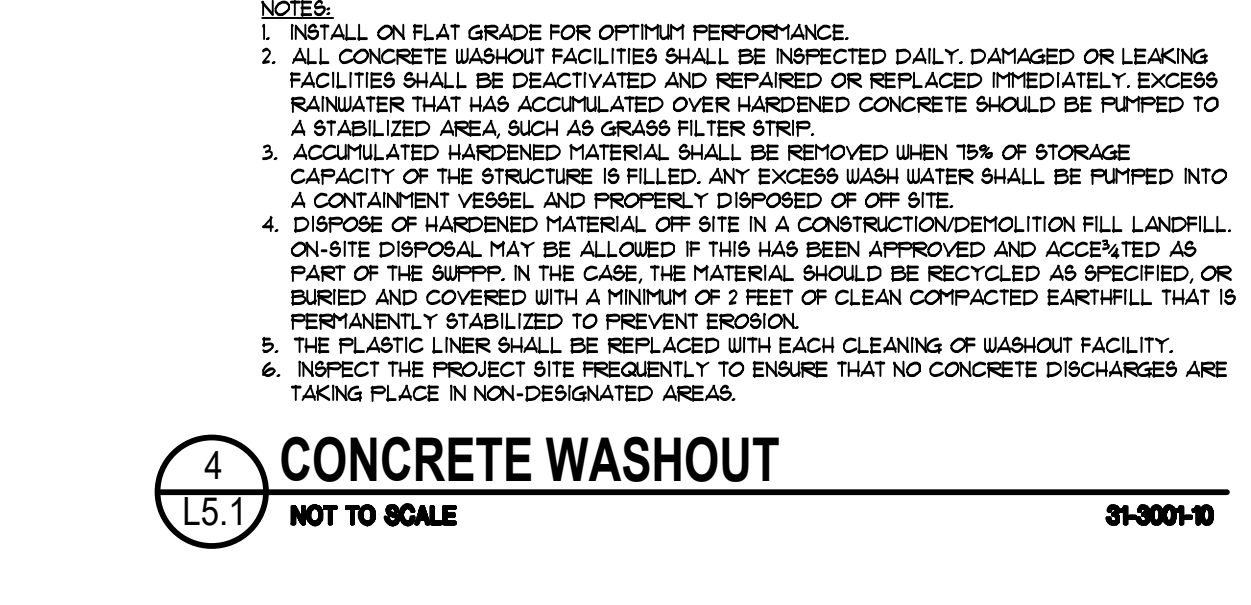 NOTES:
1. INSTALL ON FLAT GRADE FOR OPTIMUM PERFORMANCE.
2. ALL CONCRETE WASHOUT FACILITIES SHALL BE INSPECTED DAILY. DAMAGED OR LEAKING
FACILITIES SHALL BE DEACTIVATED AND REPAIRED OR REPLACED IMMEDIATELY. EXCESS
RAINWATER THAT HAS ACCUMULATED OVER HARDENED CONCRETE SHOULD BE PUMPED TO
A STABILIZED AREA, SUCH AS GRASS FILTER STRIP.
3. ACCUMULATED HARDENED MATERIAL SHALL BE REMOVED WHEN 75% OF STORAGE
CAPACITY OF THE STRUCTURE IS FILLED. ANY EXCESS WASH WATER SHALL BE PUMPED INTO
A CONTAINMENT VESSEL AND PROPERLY DISPOSED OF OFF SITE.
4. DISPOSE OF HARDENED MATERIAL OFF SITE IN A CONSTRUCTION/DEMOLITION FILL LANDFILL.
ON-SITE DISPOSAL MAY BE ALLOWED IF THIS HAS BEEN APPROVED AND ACCE¾TED AS
PART OF THE SWPPP. IN THE CASE, THE MATERIAL SHOULD BE RECYCLED AS SPECIFIED, OR
BURIED AND COVERED WITH A MINIMUM OF 2 FEET OF CLEAN COMPACTED EARTHFILL THAT IS
PERMANENTLY STABILIZED TO PREVENT EROSION.
5. THE PLASTIC LINER SHALL BE REPLACED WITH EACH CLEANING OF WASHOUT FACILITY.
6. INSPECT THE PROJECT SITE FREQUENTLY TO ENSURE THAT NO CONCRETE DISCHARGES ARE
TAKING PLACE IN NON-DESIGNATED AREAS.
4 CONCRETE WASHOUT
L5.1 NOT TO SCALE 31-3001-10